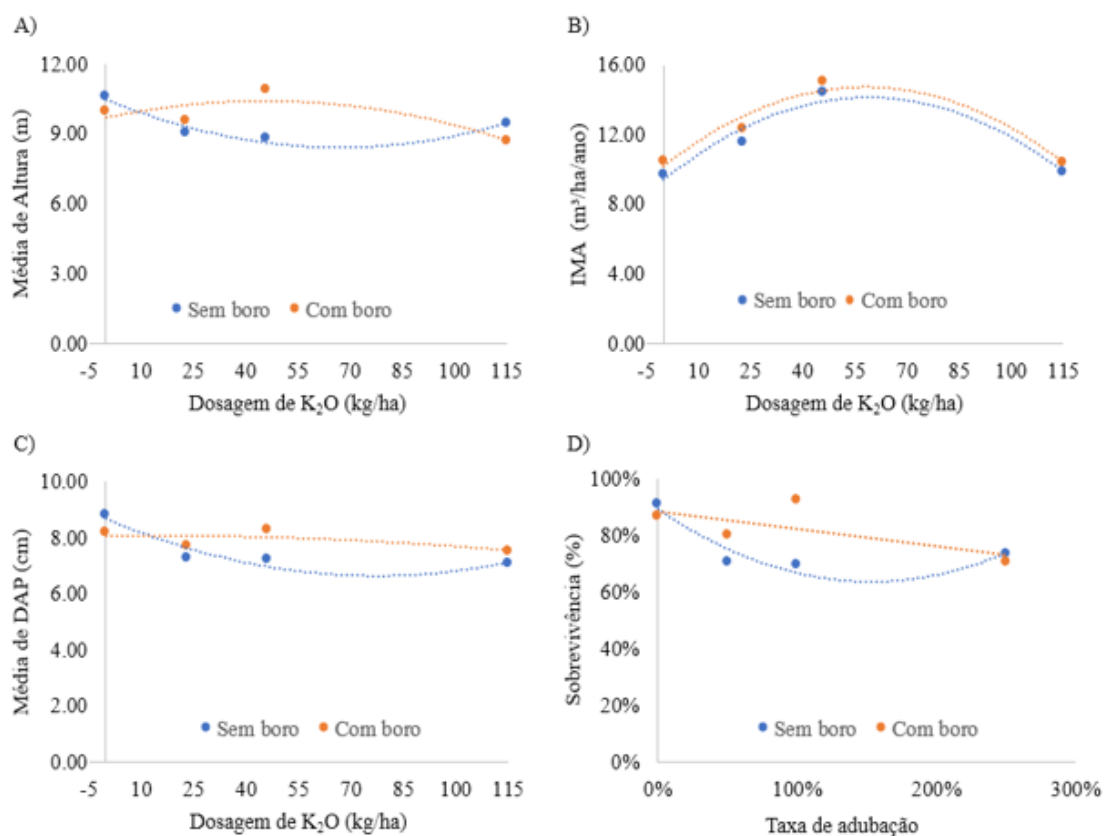 A)
12.00
9.00
6.00
3.00
0.00
Média de Altura (m)
Sem boro Com boro
-5 10 25 40 55 70 85 100 115
Dosagem de K₂O (kg/ha)
B)
16.00
12.00
8.00
4.00
0.00
IMA (m³/ha/ano)
Sem boro Com boro
-5 10 25 40 55 70 85 100 115
Dosagem de K₂O (kg/ha)
C)
10.00
8.00
6.00
4.00
2.00
0.00
Média de DAP (cm)
Sem boro Com boro
-5 10 25 40 55 70 85 100 115
Dosagem de K₂O (kg/ha)
D)
100%
80%
60%
40%
20%
0%
Sobrevivência (%)
Sem boro Com boro
0% 100% 200% 300%
Taxa de adubação